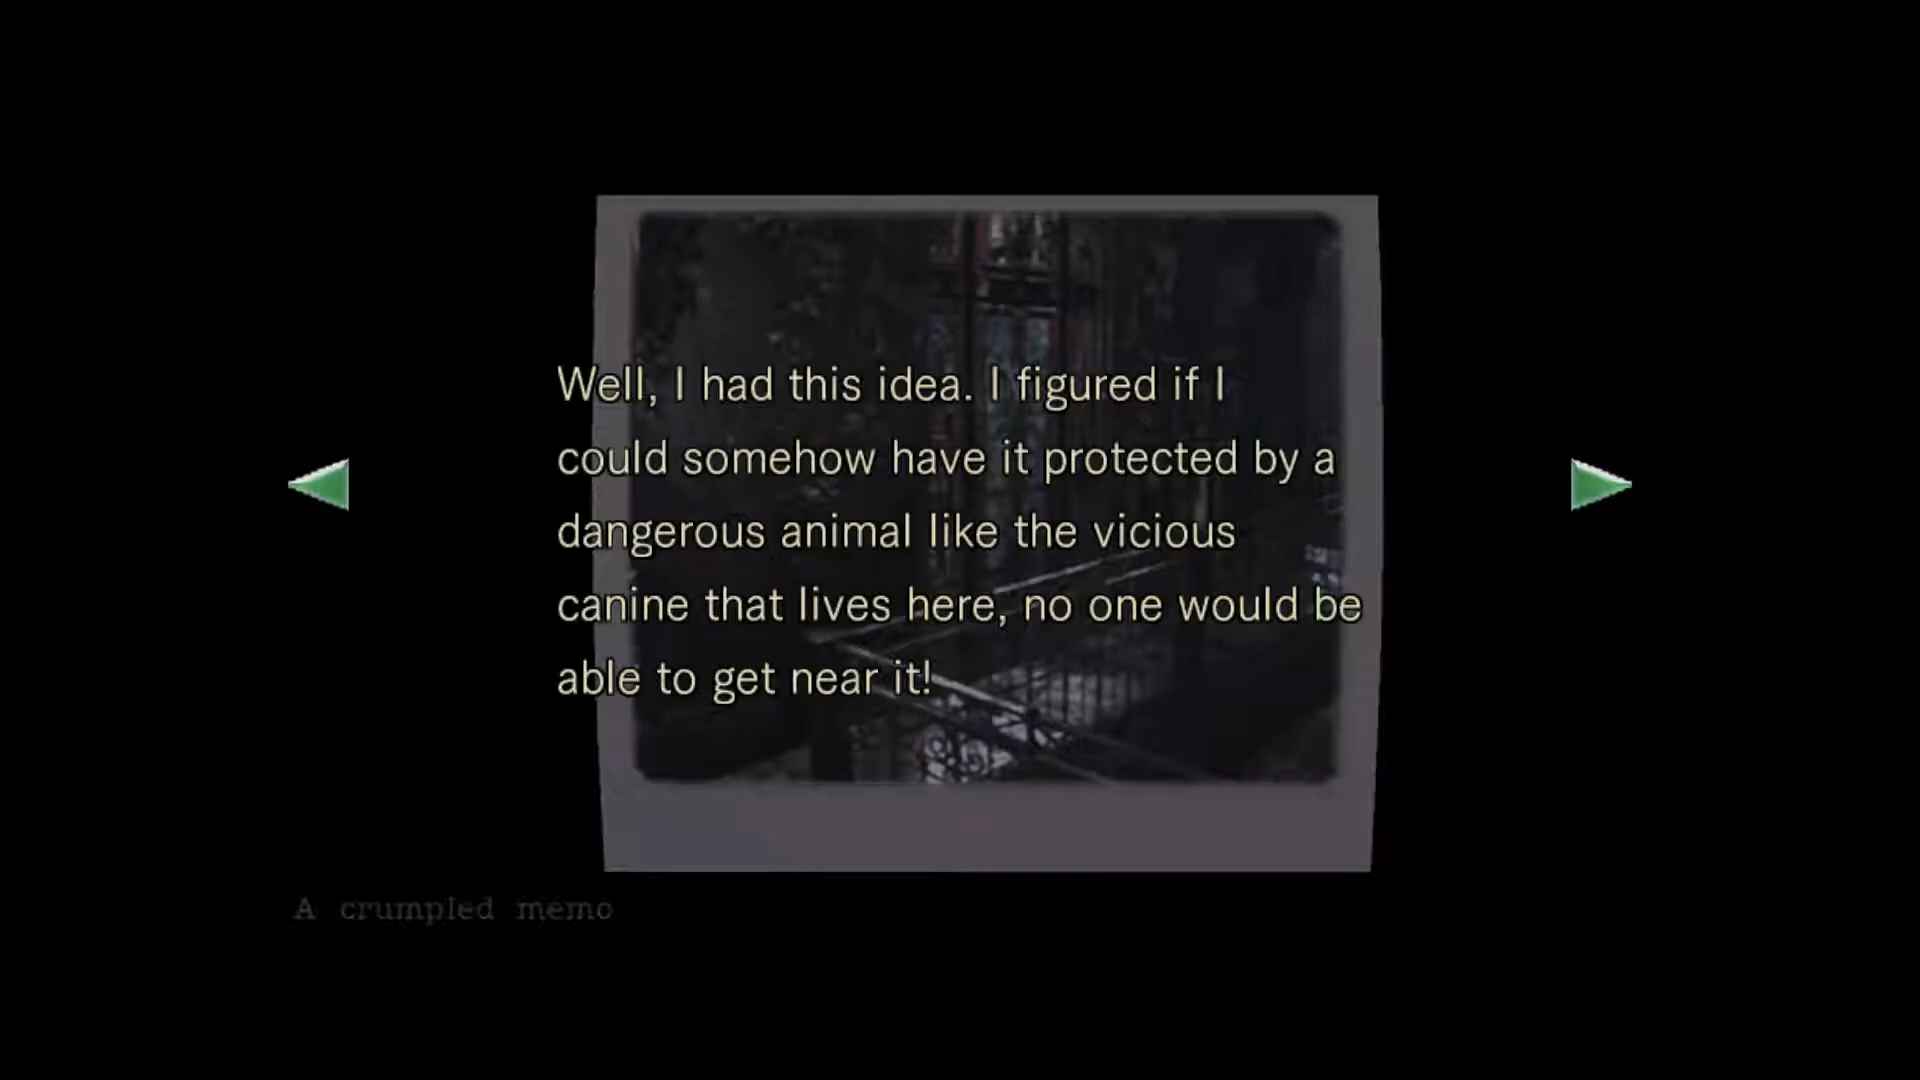 Well, I had this idea. I figured if I
could somehow have it protected by a
dangerous animal like the vicious
canine that lives here, no one would be
able to get near it!
A crumpled memo